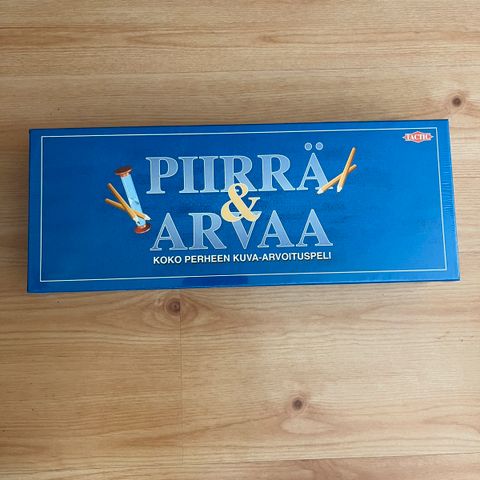 TACTIC
PIIRRÄ
&
ARVAA
KOKO PERHEEN KUVA-ARVOITUSPELI